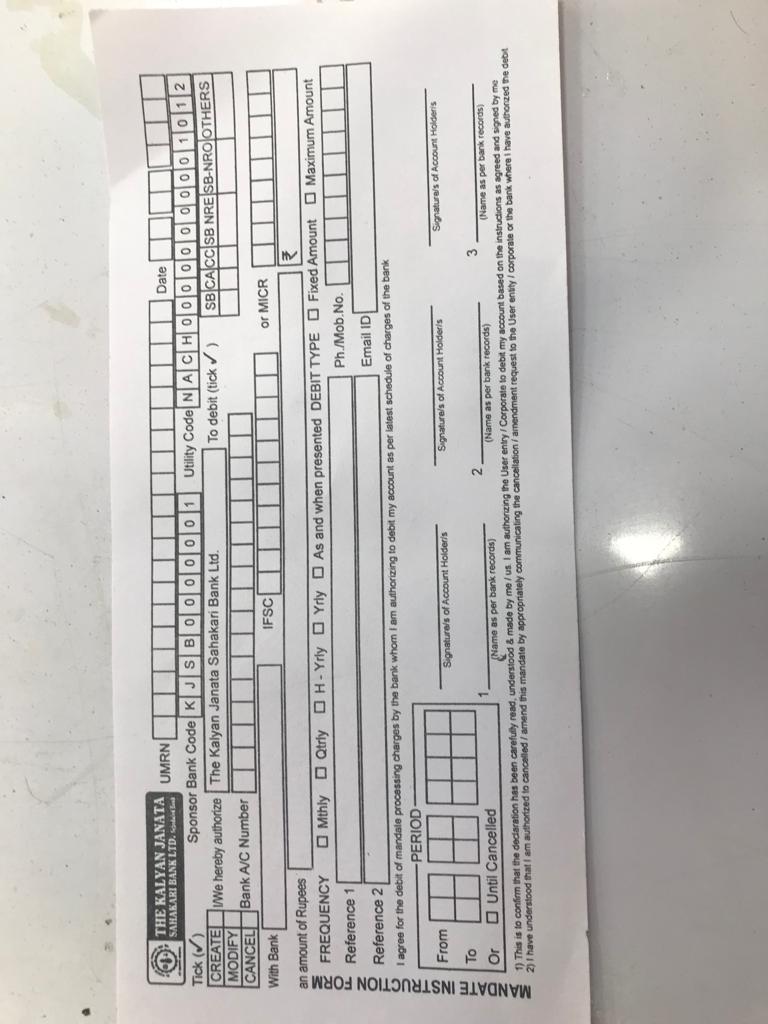 THE KALYAN JANATA
SAHAKARI BANK LTD. Scheduled Bank
UMRN
Date
Tick (✓)
Sponsor Bank Code K J S B 0 0 0 0 0 0 1 Utility Code N A C H 0 0 0 0 0 0 0 0 0 0 1 0 1 2
CREATE
MODIFY
CANCEL
I/We hereby authorize The Kalyan Janata Sahakari Bank Ltd. To debit (tick ✓ ) SB CA CC SB NRE SB-NRO OTHERS
Bank A/C Number
With Bank IFSC or MICR
an amount of Rupees ₹
FREQUENCY ☐ Mthly ☐ Qtrly ☐ H - Yrly ☐ Yrly ☐ As and when presented DEBIT TYPE ☐ Fixed Amount ☐ Maximum Amount
Reference 1 Ph./Mob.No.
Reference 2 Email ID
I agree for the debit of mandate processing charges by the bank whom I am authorizing to debit my account as per latest schedule of charges of the bank
PERIOD
From
To
Or ☐ Until Cancelled
Signature/s of Account Holder/s Signature/s of Account Holder/s Signature/s of Account Holder/s
1 2 3
(Name as per bank records) (Name as per bank records) (Name as per bank records)
1) This is to confirm that the declaration has been carefully read, understood & made by me / us. I am authorizing the User entry / Corporate to debit my account based on the instructions as agreed and signed by me
2) I have understood that I am authorized to cancelled / amend this mandate by appropriately communicating the cancellation / amendment request to the User entity / corporate or the bank where I have authorized the debit
MANDATE INSTRUCTION FORM